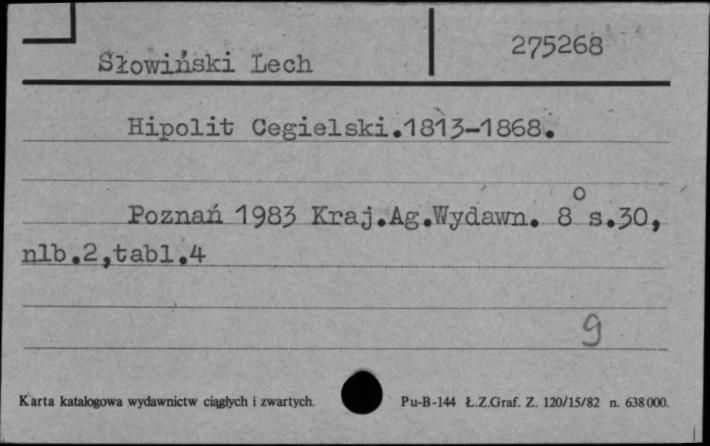 Słowiński Lech
275268
Hipolit Cegielski.1813-1868.
Poznań 1983 Kraj.Ag.Wydawn. 8° s.30,
nlb.2,tabl.4
9
Karta katalogowa wydawnictw ciągłych i zwartych. Pu-B-144 Ł.Z.Graf. Z. 120/15/82 n. 638000.